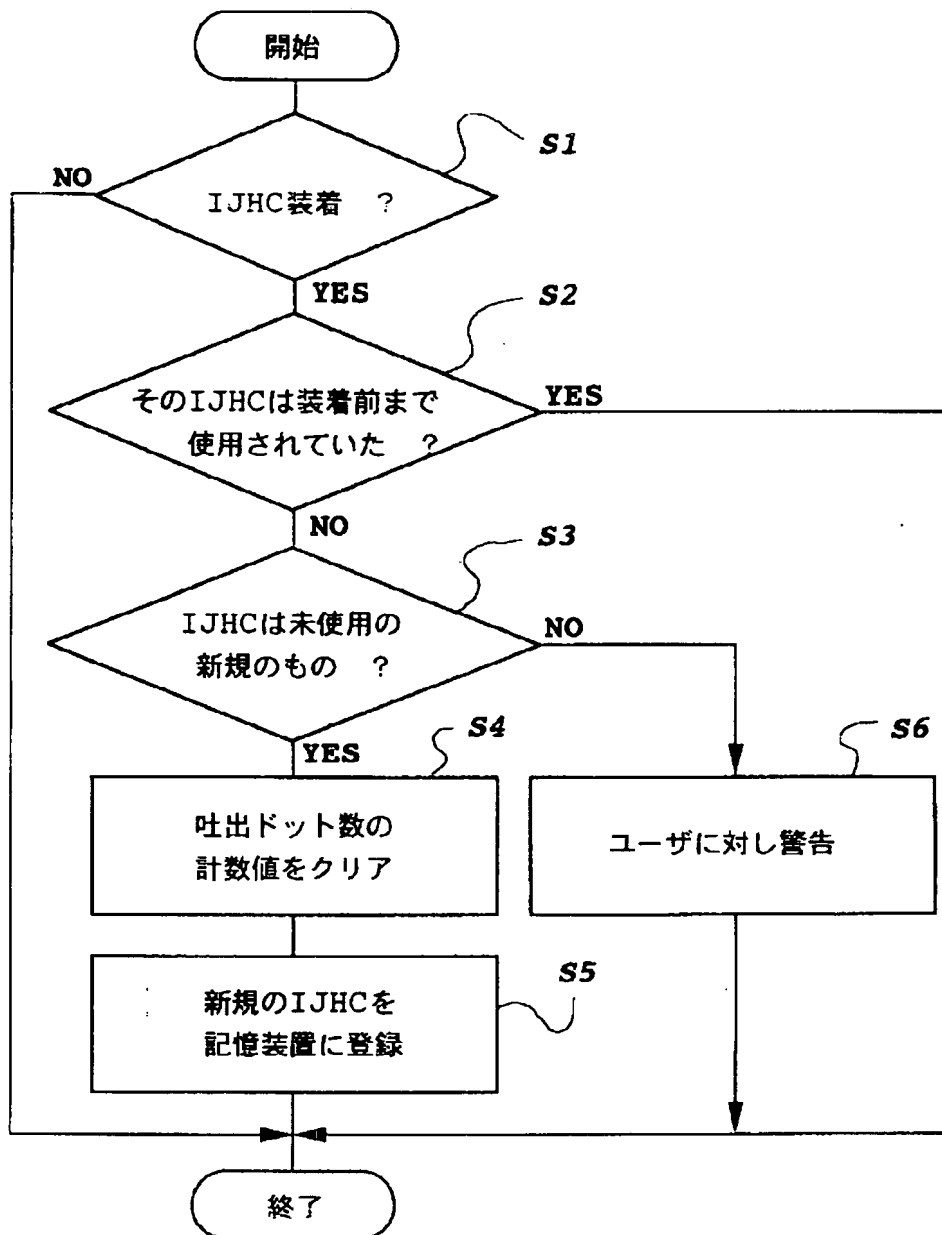 開始
S1
NO
IJHC装着 ?
YES
S2
そのIJHCは装着前まで
使用されていた ?
YES
NO
S3
IJHCは未使用の
新規のもの ?
NO
YES
S4
吐出ドット数の
計数値をクリア
S6
ユーザに対し警告
S5
新規のIJHCを
記憶装置に登録
終了